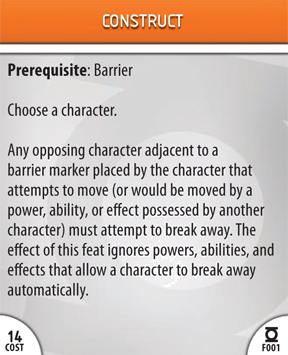 CONSTRUCT
Prerequisite: Barrier
Choose a character.
Any opposing character adjacent to a
barrier marker placed by the character that
attempts to move (or would be moved by a
power, ability, or effect possessed by another
character) must attempt to break away. The
effect of this feat ignores powers, abilities, and
effects that allow a character to break away
automatically.
14
COST
F001